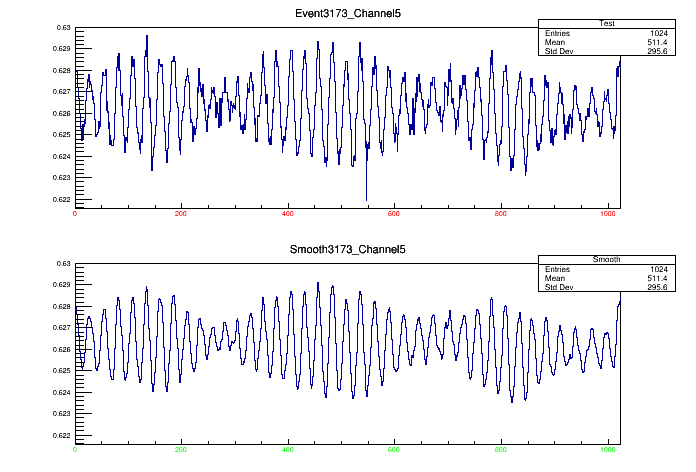 Event3173_Channel5
Test
Entries 1024
Mean 511.4
Std Dev 295.6
0.63
0.629
0.628
0.627
0.626
0.625
0.624
0.623
0.622
0 200 400 600 800 1000
Smooth3173_Channel5
Smooth
Entries 1024
Mean 511.4
Std Dev 295.6
0.63
0.629
0.628
0.627
0.626
0.625
0.624
0.623
0.622
0 200 400 600 800 1000